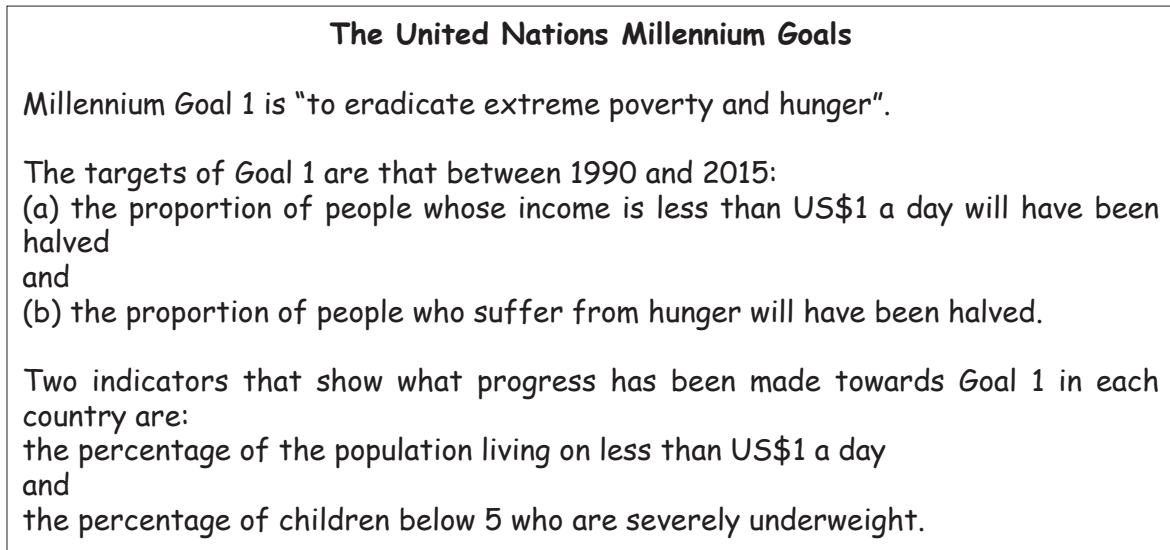 The United Nations Millennium Goals
Millennium Goal 1 is “to eradicate extreme poverty and hunger”.
The targets of Goal 1 are that between 1990 and 2015:
(a) the proportion of people whose income is less than US$1 a day will have been
halved
and
(b) the proportion of people who suffer from hunger will have been halved.
Two indicators that show what progress has been made towards Goal 1 in each
country are:
the percentage of the population living on less than US$1 a day
and
the percentage of children below 5 who are severely underweight.